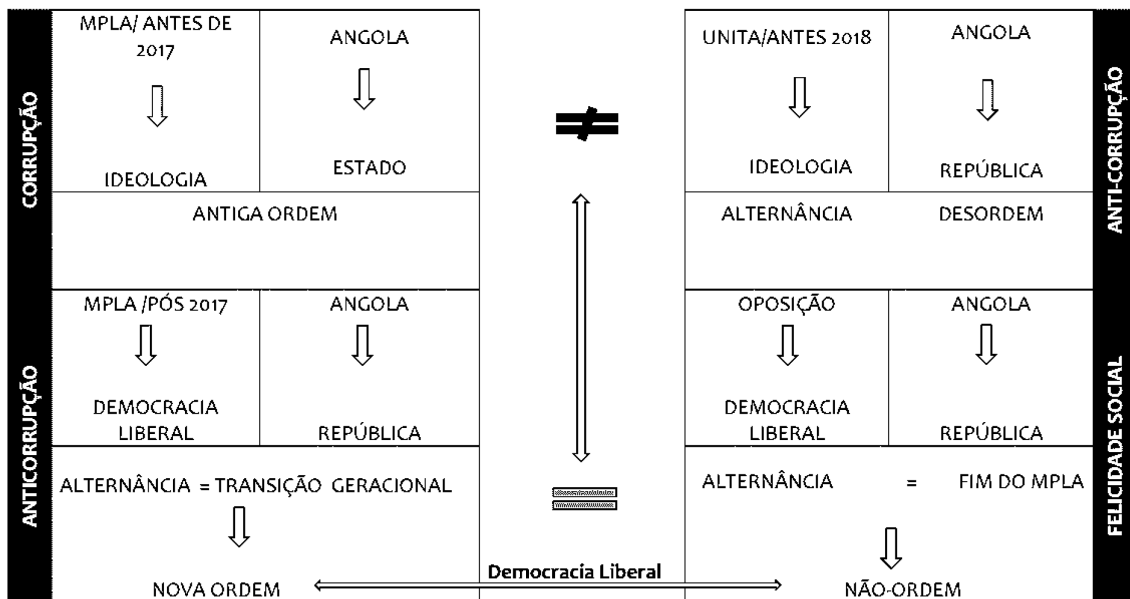 CORRUPÇÃO
MPLA/ ANTES DE
2017
IDEOLOGIA
ANGOLA
ESTADO
ANTIGA ORDEM
ANTICORRUPÇÃO
MPLA /PÓS 2017
DEMOCRACIA
LIBERAL
ANGOLA
REPÚBLICA
ALTERNÂNCIA = TRANSIÇÃO GERACIONAL
NOVA ORDEM
≠
=
Democracia Liberal
UNITA/ANTES 2018
IDEOLOGIA
ANGOLA
REPÚBLICA
ALTERNÂNCIA DESORDEM
ANTI-CORRUPÇÃO
OPOSIÇÃO
DEMOCRACIA
LIBERAL
ANGOLA
REPÚBLICA
ALTERNÂNCIA = FIM DO MPLA
NÃO-ORDEM
FELICIDADE SOCIAL